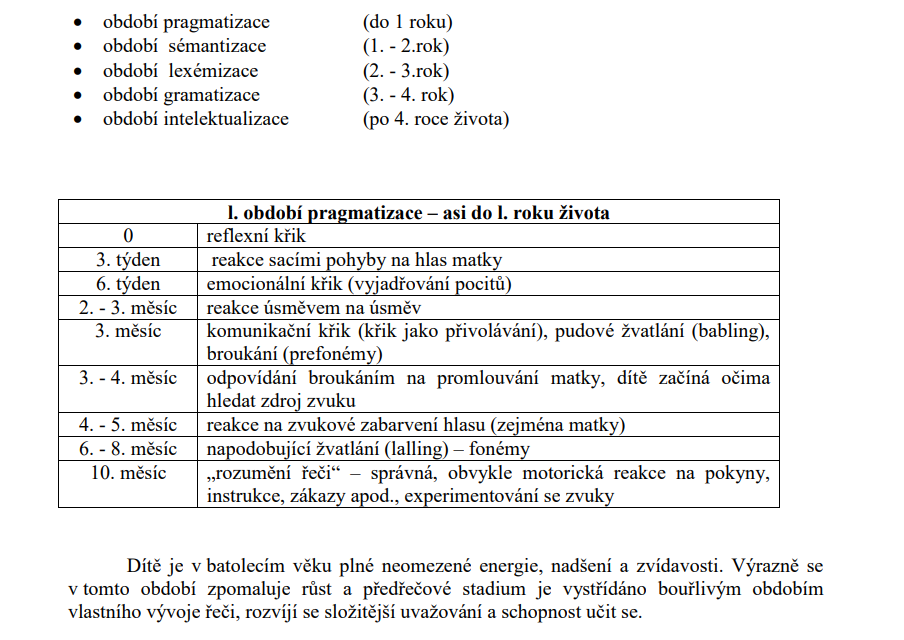 • období pragmatizace (do 1 roku)
• období sémantizace (1. - 2.rok)
• období lexémizace (2. - 3.rok)
• období gramatizace (3. - 4. rok)
• období intelektualizace (po 4. roce života)
l. období pragmatizace – asi do l. roku života
0 reflexní křik
3. týden reakce sacími pohyby na hlas matky
6. týden emocionální křik (vyjadřování pocitů)
2. - 3. měsíc reakce úsměvem na úsměv
3. měsíc komunikační křik (křik jako přivolávání), pudové žvatlání (babling),
broukání (prefonémy)
3. - 4. měsíc odpovídání broukáním na promlouvání matky, dítě začíná očima
hledat zdroj zvuku
4. - 5. měsíc reakce na zvukové zabarvení hlasu (zejména matky)
6. - 8. měsíc napodobující žvatlání (lalling) – fonémy
10. měsíc „rozumění řeči“ – správná, obvykle motorická reakce na pokyny,
instrukce, zákazy apod., experimentování se zvuky
Dítě je v batolecím věku plné neomezené energie, nadšení a zvídavosti. Výrazně se
v tomto období zpomaluje růst a předřečové stadium je vystřídáno bouřlivým obdobím
vlastního vývoje řeči, rozvíjí se složitější uvažování a schopnost učit se.